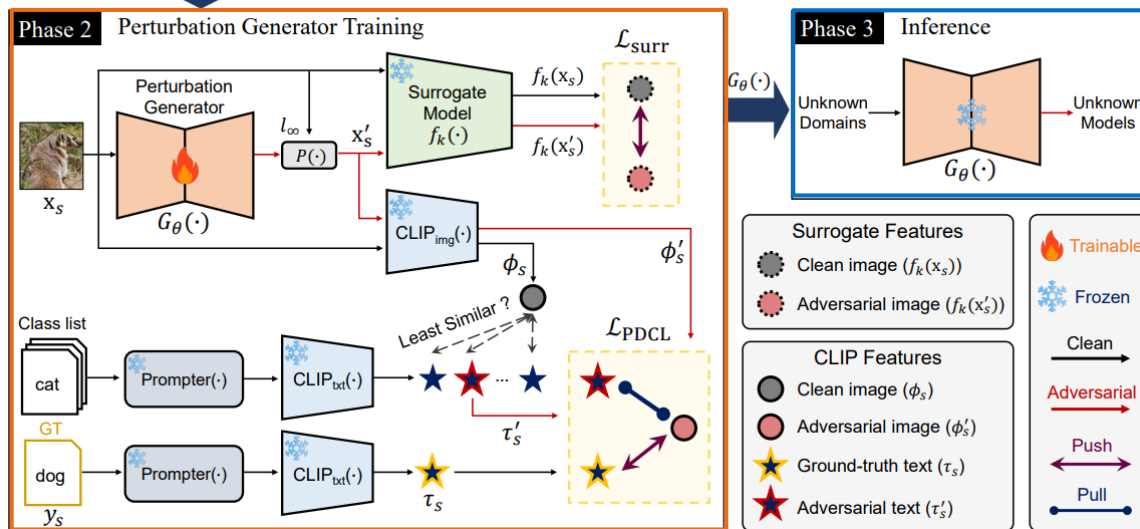 Phase 2 Perturbation Generator Training
Perturbation
Generator
G_θ(·)
x_s
l_∞
P(·)
x′_s
Surrogate
Model
f_k(·)
f_k(x_s)
f_k(x′_s)
ℒ_surr
CLIP_img(·)
ϕ_s
ϕ′_s
Least Similar ?
ℒ_PDCL
Class list
cat
Prompter(·)
CLIP_txt(·)
...
τ′_s
GT
dog
y_s
Prompter(·)
CLIP_txt(·)
τ_s
G_θ(·)
Phase 3 Inference
Unknown
Domains
G_θ(·)
Unknown
Models
Surrogate Features
Clean image (f_k(x_s))
Adversarial image (f_k(x′_s))
CLIP Features
Clean image (ϕ_s)
Adversarial image (ϕ′_s)
Ground-truth text (τ_s)
Adversarial text (τ′_s)
Trainable
Frozen
Clean
Adversarial
Push
Pull